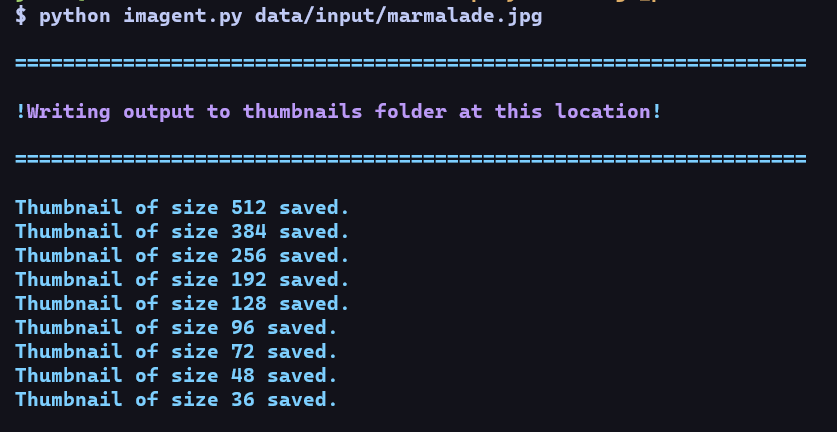 $ python imagent.py data/input/marmalade.jpg
==================================================================
!Writing output to thumbnails folder at this location!
==================================================================
Thumbnail of size 512 saved.
Thumbnail of size 384 saved.
Thumbnail of size 256 saved.
Thumbnail of size 192 saved.
Thumbnail of size 128 saved.
Thumbnail of size 96 saved.
Thumbnail of size 72 saved.
Thumbnail of size 48 saved.
Thumbnail of size 36 saved.